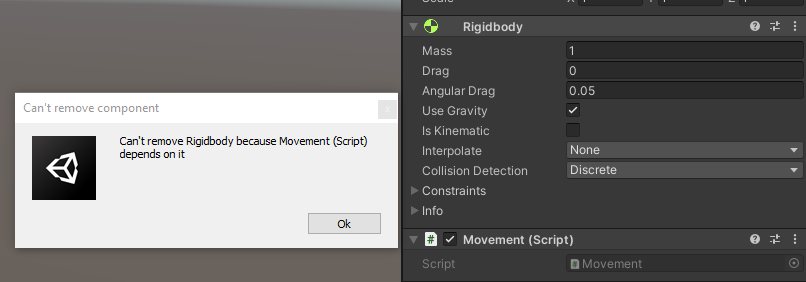 Can't remove component
Can't remove Rigidbody because Movement (Script)
depends on it
Ok
Rigidbody
Mass 1
Drag 0
Angular Drag 0.05
Use Gravity
Is Kinematic
Interpolate None
Collision Detection Discrete
Constraints
Info
# Movement (Script)
Script # Movement